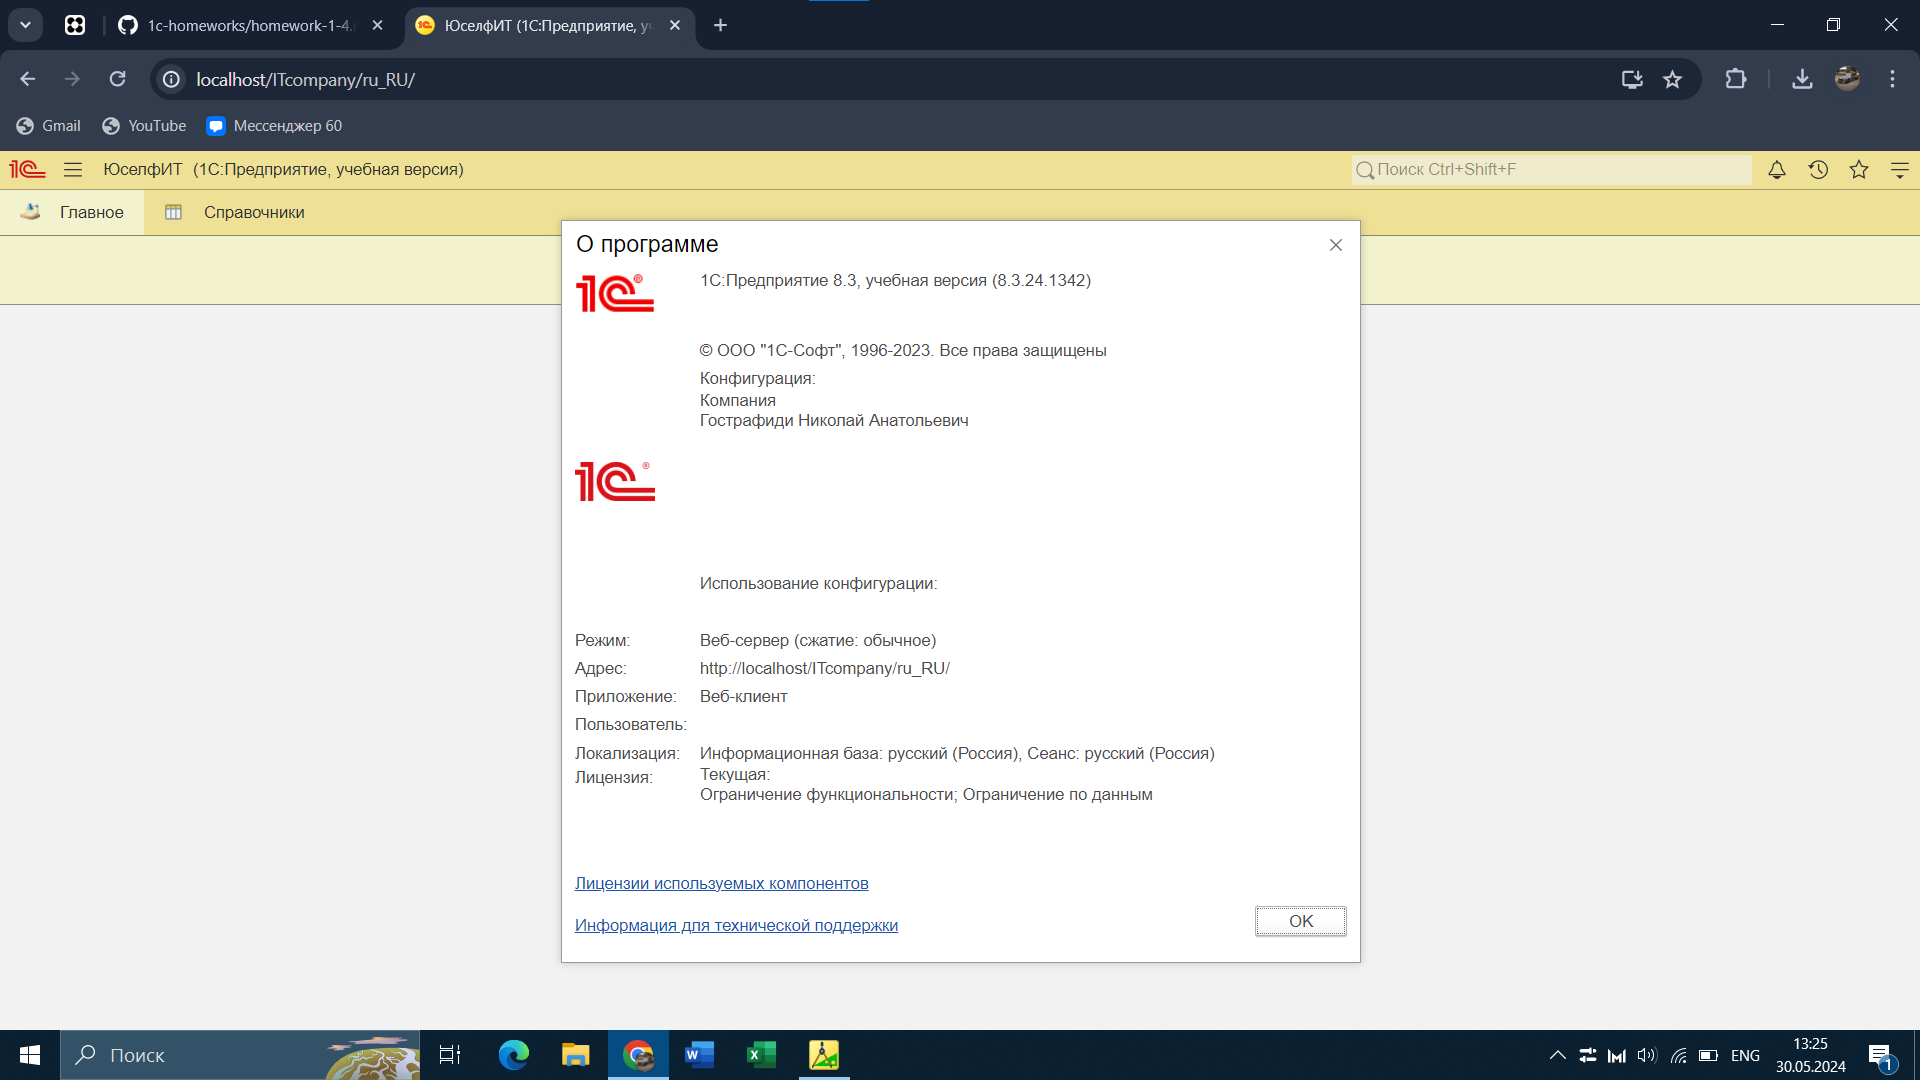 1c-homeworks/homework-1-4.
ЮселфИТ (1С:Предприятие, уч
localhost/ITcompany/ru_RU/
Gmail
YouTube
Мессенджер 60
ЮселфИТ (1С:Предприятие, учебная версия)
Поиск Ctrl+Shift+F
Главное
Справочники
О программе
1С:Предприятие 8.3, учебная версия (8.3.24.1342)
© ООО "1С-Софт", 1996-2023. Все права защищены
Конфигурация:
Компания
Гострафиди Николай Анатольевич
Использование конфигурации:
Режим: Веб-сервер (сжатие: обычное)
Адрес: http://localhost/ITcompany/ru_RU/
Приложение: Веб-клиент
Пользователь:
Локализация: Информационная база: русский (Россия), Сеанс: русский (Россия)
Лицензия: Текущая:
Ограничение функциональности; Ограничение по данным
Лицензии используемых компонентов
Информация для технической поддержки
OK
Поиск
ENG
13:25
30.05.2024
1